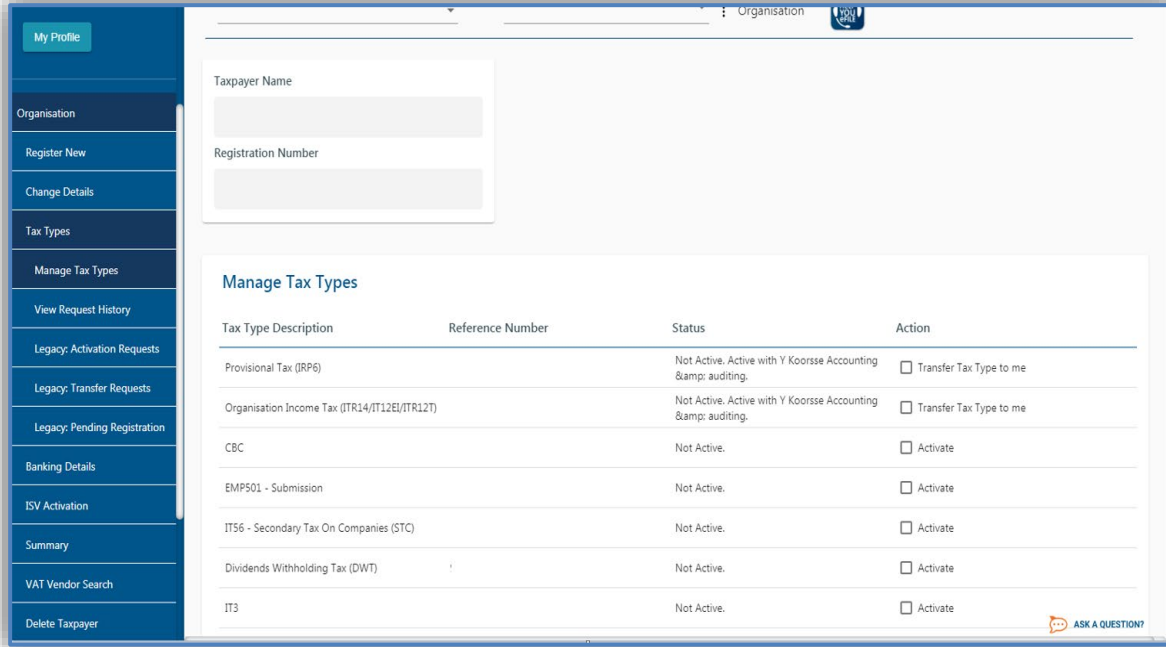 Organisation
YOU
eFILE
My Profile
Organisation
Register New
Change Details
Tax Types
Manage Tax Types
View Request History
Legacy: Activation Requests
Legacy: Transfer Requests
Legacy: Pending Registration
Banking Details
ISV Activation
Summary
VAT Vendor Search
Delete Taxpayer
Taxpayer Name
Registration Number
Manage Tax Types
Tax Type Description Reference Number Status Action
Provisional Tax (IRP6) Not Active. Active with Y Koorsse Accounting Transfer Tax Type to me
&amp; auditing.
Organisation Income Tax (ITR14/IT12EI/ITR12T) Not Active. Active with Y Koorsse Accounting Transfer Tax Type to me
&amp; auditing.
CBC Not Active. Activate
EMP501 - Submission Not Active. Activate
IT56 - Secondary Tax On Companies (STC) Not Active. Activate
Dividends Withholding Tax (DWT) Not Active. Activate
IT3 Not Active. Activate
ASK A QUESTION?